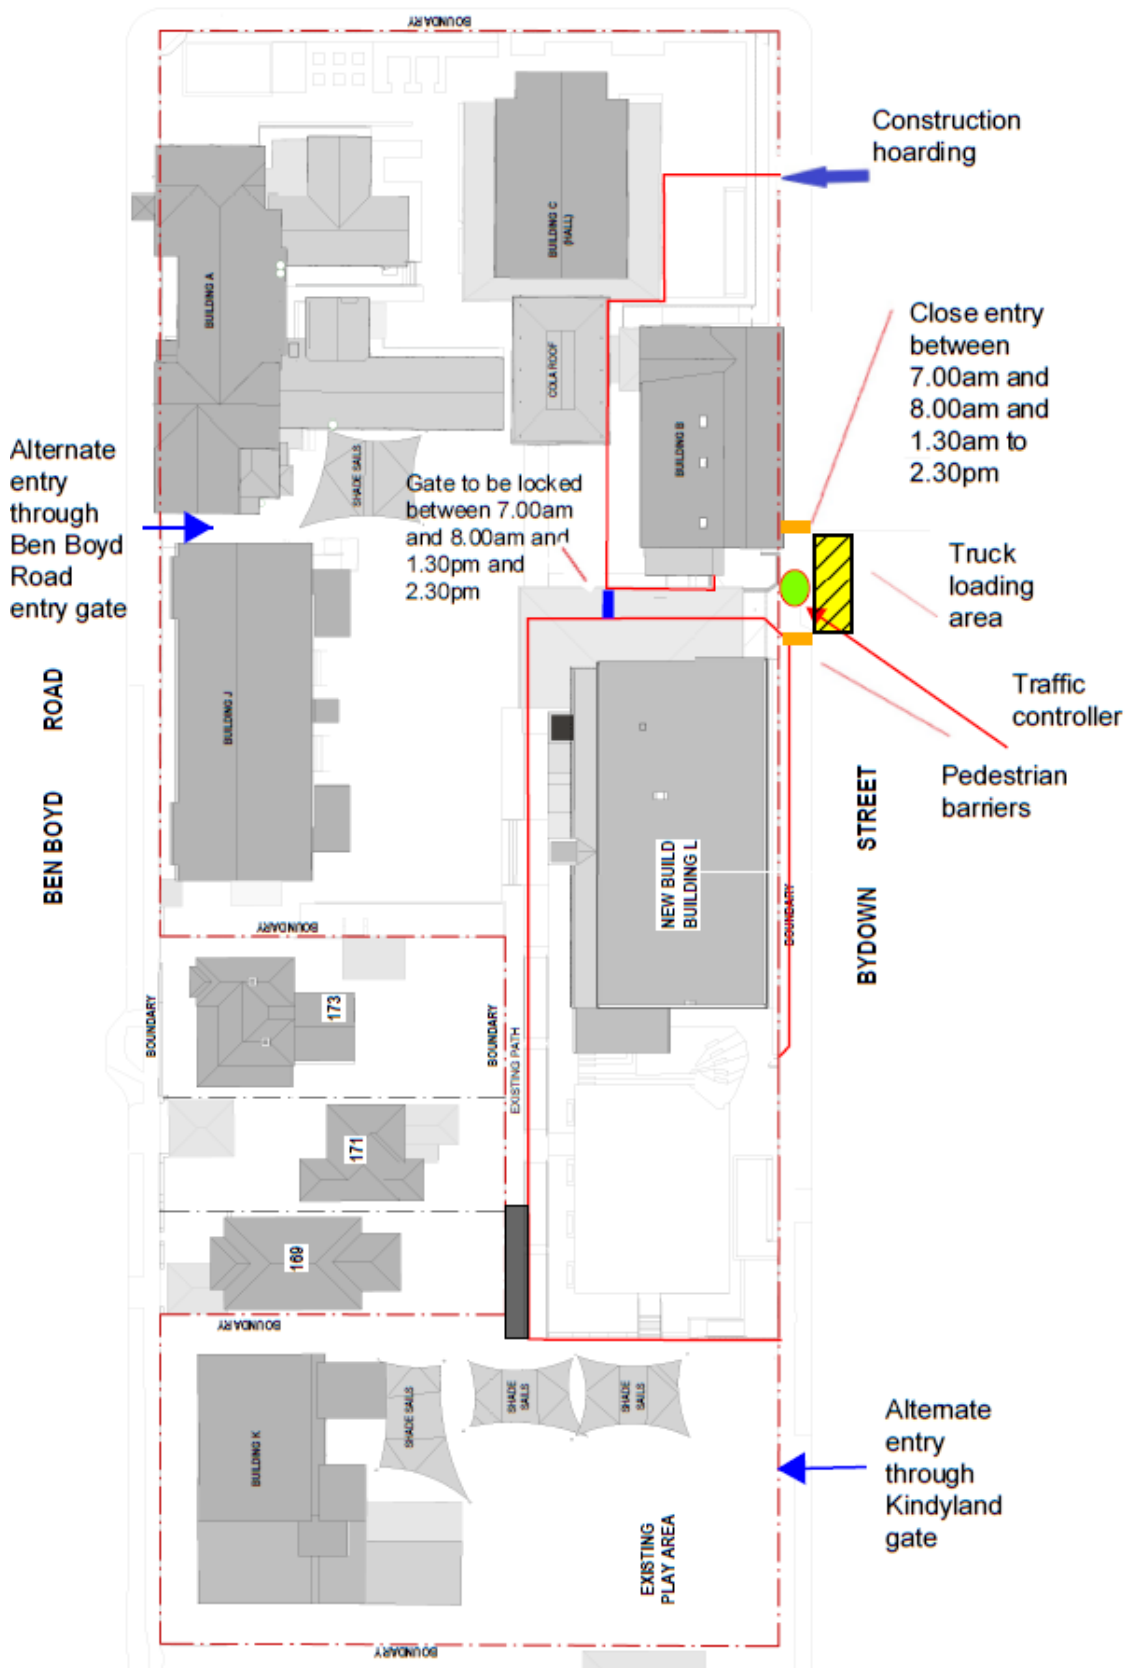 BOUNDARY
Construction
hoarding
BUILDING C
(HALL)
BUILDING A
COLA ROOF
Close entry
between
7.00am and
8.00am and
1.30am to
2.30pm
BUILDING B
Alternate
entry
through
Ben Boyd
Road
entry gate
SHADE SAILS
Gate to be locked
between 7.00am
and 8.00am and
1.30pm and
2.30pm
Truck
loading
area
Traffic
controller
Pedestrian
barriers
BUILDING J
BEN BOYD ROAD
NEW BUILD
BUILDING L
BYDOWN STREET
BOUNDARY
BOUNDARY
173
BOUNDARY
BOUNDARY
EXISTING PATH
171
169
BOUNDARY
SHADE SAILS
SHADE
SAILS
SHADE
SAILS
BUILDING K
Alternate
entry
through
Kindyland
gate
EXISTING
PLAY AREA
BOUNDARY